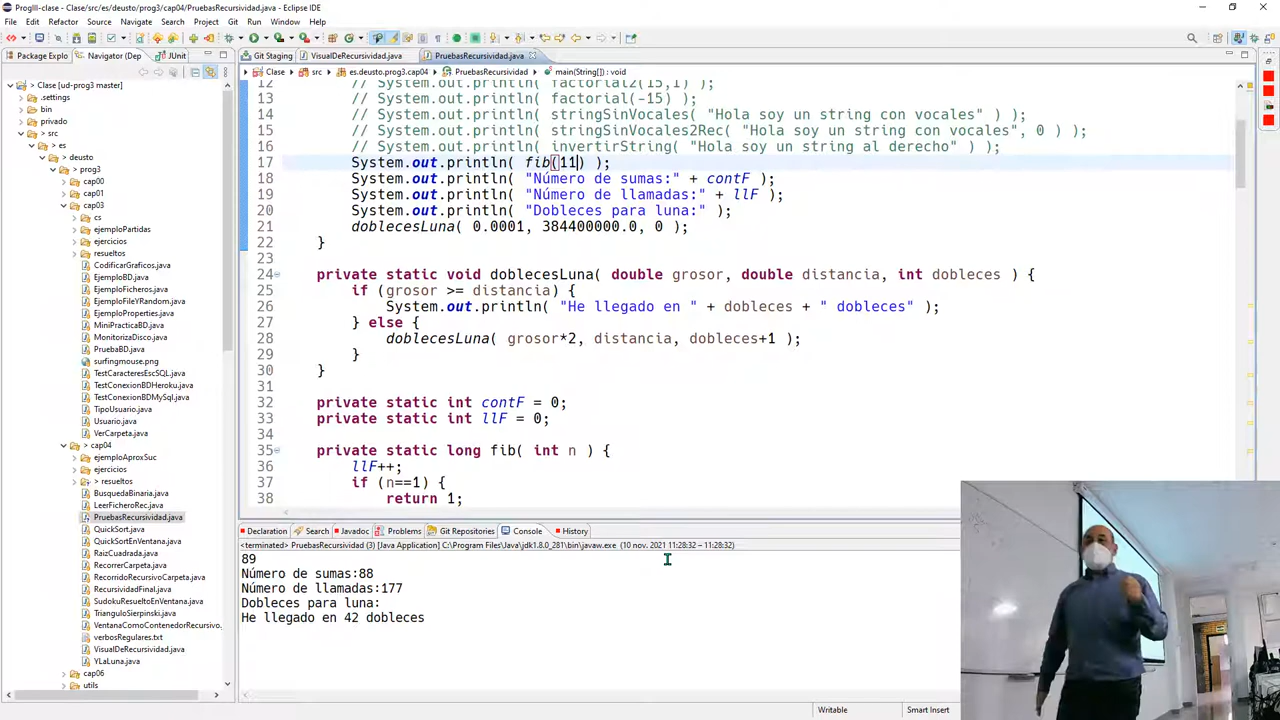 ProgIII-clase - Clase/src/es/deusto/prog3/cap04/PruebasRecursividad.java - Eclipse IDE
File Edit Refactor Source Navigate Search Project Git Run Window Help
Package Explo Navigator (Dep JUnit
Git Staging VisualDeRecursividad.java PruebasRecursividad.java
Clase src es.deusto.prog3.cap04 PruebasRecursividad main(String[]) : void
Clase [ud-prog3 master]
.settings
bin
privado
> src
> es
> deusto
> prog3
> cap00
> cap01
> cap03
> cs
> ejemploPartidas
> ejercicios
> resueltos
CodificarGraficos.java
EjemploBD.java
EjemploFicheros.java
EjemploFileYRandom.java
EjemploProperties.java
MiniPracticaBD.java
MonitorizaDisco.java
PruebaBD.java
surfingmouse.png
TestCaracteresEscSQL.java
TestConexionBDHeroku.java
TestConexionBDMySql.java
TipoUsuario.java
Usuario.java
VerCarpeta.java
> cap04
ejemploAproxSuc
ejercicios
> resueltos
BusquedaBinaria.java
LeerFicheroRec.java
PruebasRecursividad.java
QuickSort.java
QuickSortEnVentana.java
RaizCuadrada.java
RecorrerCarpeta.java
RecorridoRecursivoCarpeta.java
RecursividadFinal.java
SudokuResueltoEnVentana.java
TrianguloSierpinski.java
VentanaComoContenedorRecursivo.
verbosRegulares.txt
VisualDeRecursividad.java
YLaLuna.java
cap06
utils
12 // System.out.println( factorial2(15,1) );
13 // System.out.println( factorial(-15) );
14 // System.out.println( stringSinVocales( "Hola soy un string con vocales" ) );
15 // System.out.println( stringSinVocales2Rec( "Hola soy un string con vocales", 0 ) );
16 // System.out.println( invertirString( "Hola soy un string al derecho" ) );
17 System.out.println( fib(11) );
18 System.out.println( "Número de sumas:" + contF );
19 System.out.println( "Número de llamadas:" + llF );
20 System.out.println( "Dobleces para luna:" );
21 doblecesLuna( 0.0001, 384400000.0, 0 );
22 }
24 private static void doblecesLuna( double grosor, double distancia, int dobleces ) {
25 if (grosor >= distancia) {
26 System.out.println( "He llegado en " + dobleces + " dobleces" );
27 } else {
28 doblecesLuna( grosor*2, distancia, dobleces+1 );
29 }
30 }
31
32 private static int contF = 0;
33 private static int llF = 0;
34
35 private static long fib( int n ) {
36 llF++;
37 if (n==1) {
38 return 1;
Declaration Search Javadoc Problems Git Repositories Console History
<terminated> PruebasRecursividad (3) [Java Application] C:\Program Files\Java\jdk1.8.0_281\bin\javaw.exe (10 nov. 2021 11:28:32 – 11:28:32)
89
Número de sumas:88
Número de llamadas:177
Dobleces para luna:
He llegado en 42 dobleces
Writable Smart Insert